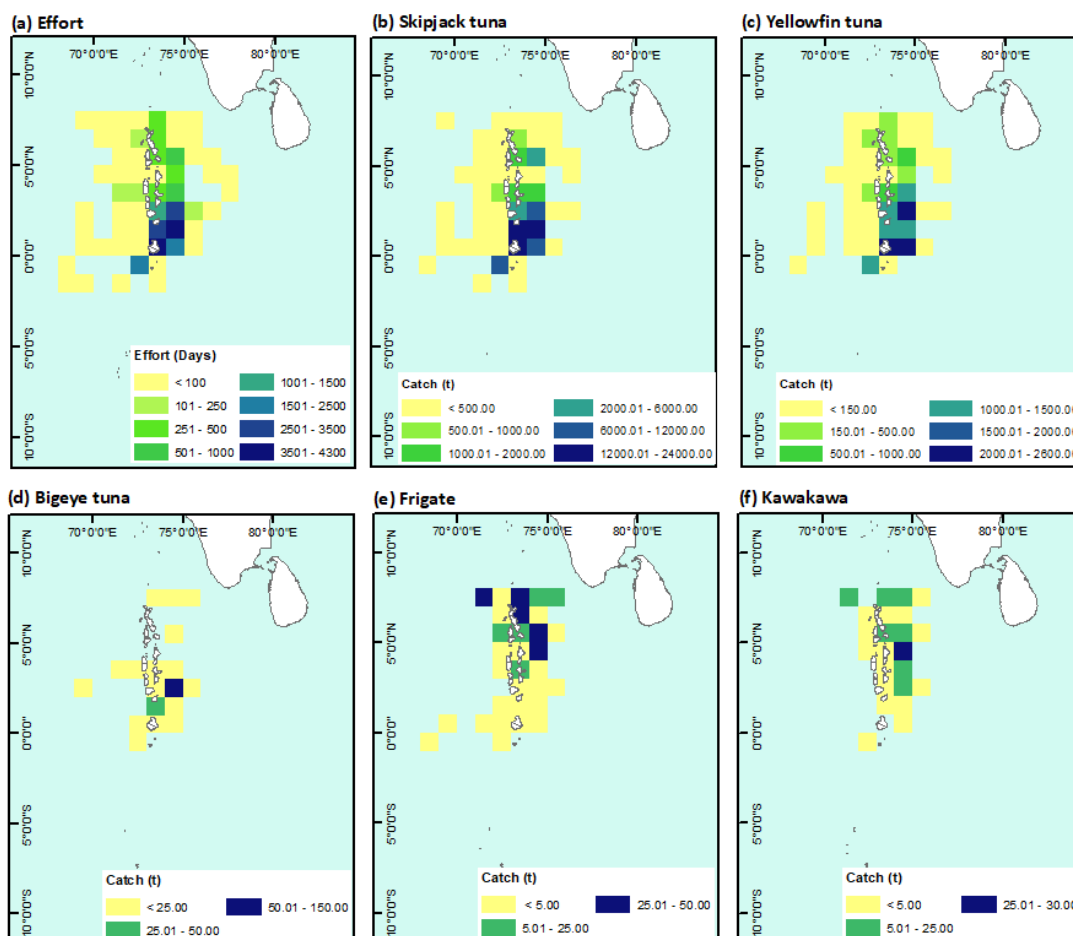 (a) Effort
(b) Skipjack tuna
(c) Yellowfin tuna
70°0'0"E 75°0'0"E 80°0'0"E
70°0'0"E 75°0'0"E 80°0'0"E
70°0'0"E 75°0'0"E 80°0'0"E
10°0'0"N
5°0'0"N
0°0'0"
5°0'0"S
10°0'0"S
10°0'0"N
5°0'0"N
0°0'0"
5°0'0"S
10°0'0"S
10°0'0"N
5°0'0"N
0°0'0"
5°0'0"S
10°0'0"S
Effort (Days)
< 100 1001 - 1500
101 - 250 1501 - 2500
251 - 500 2501 - 3500
501 - 1000 3501 - 4300
Catch (t)
< 500.00 2000.01 - 6000.00
500.01 - 1000.00 6000.01 - 12000.00
1000.01 - 2000.00 12000.01 - 24000.00
Catch (t)
< 150.00 1000.01 - 1500.00
150.01 - 500.00 1500.01 - 2000.00
500.01 - 1000.00 2000.01 - 2600.00
(d) Bigeye tuna
(e) Frigate
(f) Kawakawa
70°0'0"E 75°0'0"E 80°0'0"E
70°0'0"E 75°0'0"E 80°0'0"E
70°0'0"E 75°0'0"E 80°0'0"E
10°0'0"N
5°0'0"N
0°0'0"
5°0'0"S
10°0'0"S
10°0'0"N
5°0'0"N
0°0'0"
5°0'0"S
10°0'0"S
10°0'0"N
5°0'0"N
0°0'0"
5°0'0"S
10°0'0"S
Catch (t)
< 25.00 50.01 - 150.00
25.01 - 50.00
Catch (t)
< 5.00 25.01 - 50.00
5.01 - 25.00
Catch (t)
< 5.00 25.01 - 30.00
5.01 - 25.00